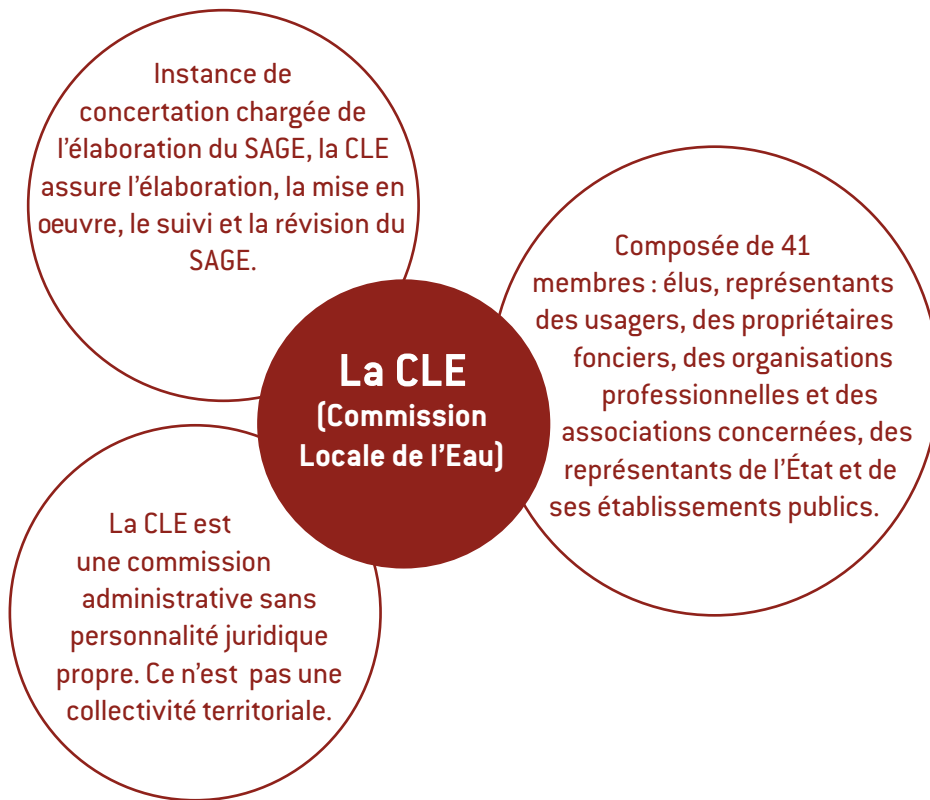 Instance de
concertation chargée de
l'élaboration du SAGE, la CLE
assure l'élaboration, la mise en
oeuvre, le suivi et la révision du
SAGE.
Composée de 41
membres : élus, représentants
des usagers, des propriétaires
fonciers, des organisations
professionnelles et des
associations concernées, des
représentants de l'État et de
ses établissements publics.
La CLE
(Commission
Locale de l'Eau)
La CLE est
une commission
administrative sans
personnalité juridique
propre. Ce n'est pas une
collectivité territoriale.